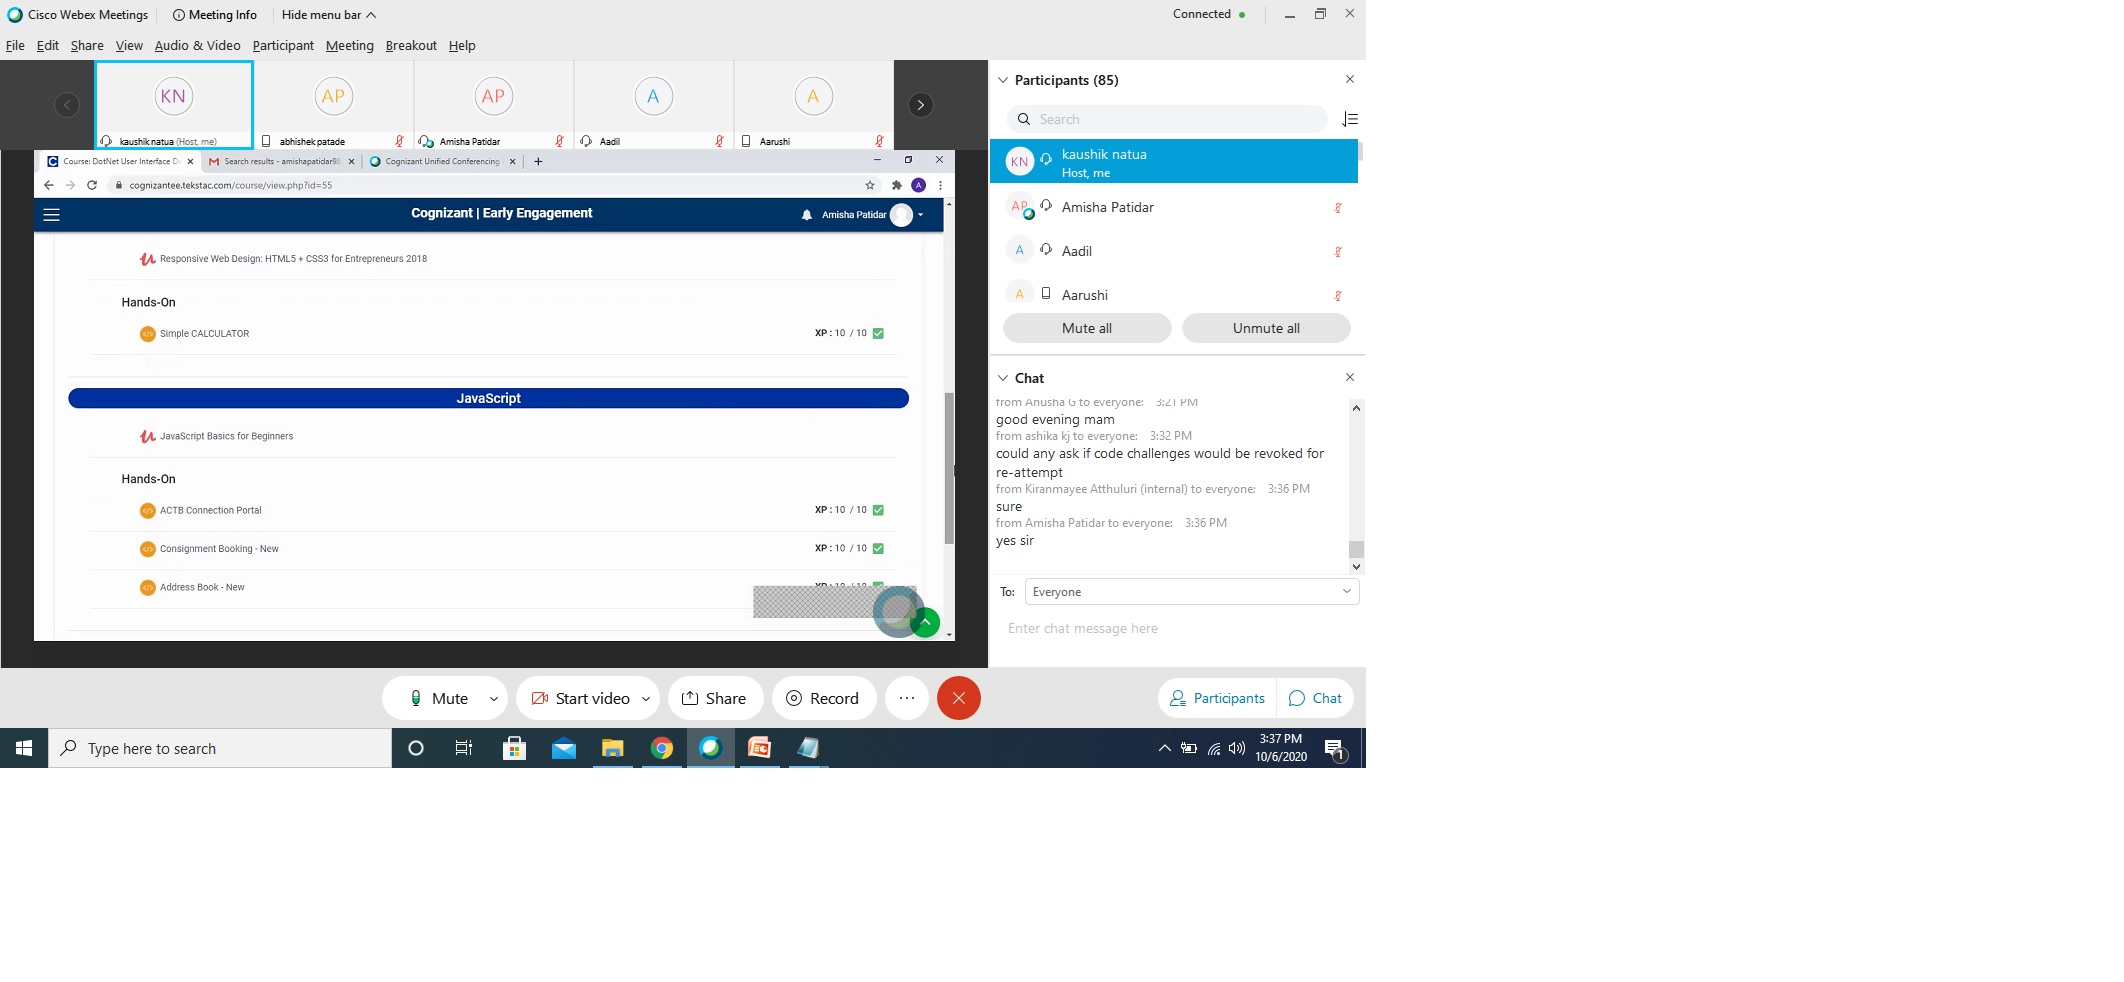 Cisco Webex Meetings
Meeting Info
Hide menu bar
Connected
File Edit Share View Audio & Video Participant Meeting Breakout Help
KN AP AP A A
kaushik natua (Host, me)
abhishek patade
Amisha Patidar
Aadil
Aarushi
Course: DotNet User Interface De
Search results - amishapatidar98
Cognizant Unified Conferencing
cognizantee.tekstac.com/course/view.php?id=55
A
Cognizant | Early Engagement
Amisha Patidar
Responsive Web Design: HTML5 + CSS3 for Entrepreneurs 2018
Hands-On
Simple CALCULATOR
XP : 10 / 10
JavaScript
JavaScript Basics for Beginners
Hands-On
ACTB Connection Portal
XP : 10 / 10
Consignment Booking - New
XP : 10 / 10
Address Book - New
Participants (85)
Search
KN
kaushik natua
Host, me
AP
Amisha Patidar
A
Aadil
A
Aarushi
Mute all
Unmute all
Chat
from Anusha G to everyone: 3:21 PM
good evening mam
from ashika kj to everyone: 3:32 PM
could any ask if code challenges would be revoked for
re-attempt
from Kiranmayee Atthuluri (internal) to everyone: 3:36 PM
sure
from Amisha Patidar to everyone: 3:36 PM
yes sir
To: Everyone
Enter chat message here
Mute
Start video
Share
Record
Participants
Chat
Type here to search
3:37 PM
10/6/2020
1